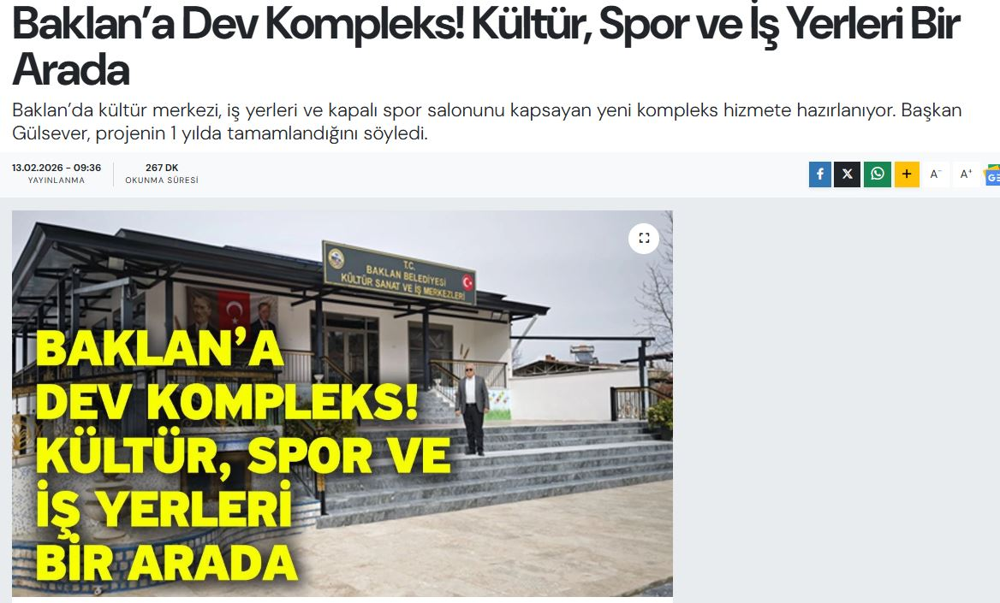 Baklan’a Dev Kompleks! Kültür, Spor ve İş Yerleri Bir
Arada
Baklan’da kültür merkezi, iş yerleri ve kapalı spor salonunu kapsayan yeni kompleks hizmete hazırlanıyor. Başkan
Gülsever, projenin 1 yılda tamamlandığını söyledi.
13.02.2026 - 09:36
YAYINLANMA
267 DK
OKUNMA SÜRESİ
A-
A+
GE
T.C.
BAKLAN BELEDİYESİ
KÜLTÜR SANAT VE İŞ MERKEZLERİ
BAKLAN’A
DEV KOMPLEKS!
KÜLTÜR, SPOR VE
İŞ YERLERİ
BİR ARADA